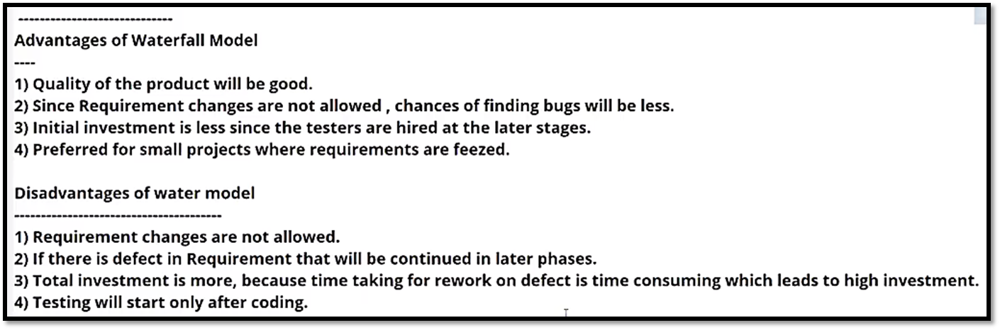 -----------------------------
Advantages of Waterfall Model
----
1) Quality of the product will be good.
2) Since Requirement changes are not allowed , chances of finding bugs will be less.
3) Initial investment is less since the testers are hired at the later stages.
4) Preferred for small projects where requirements are feezed.
Disadvantages of water model
---------------------------------------
1) Requirement changes are not allowed.
2) If there is defect in Requirement that will be continued in later phases.
3) Total investment is more, because time taking for rework on defect is time consuming which leads to high investment.
4) Testing will start only after coding.